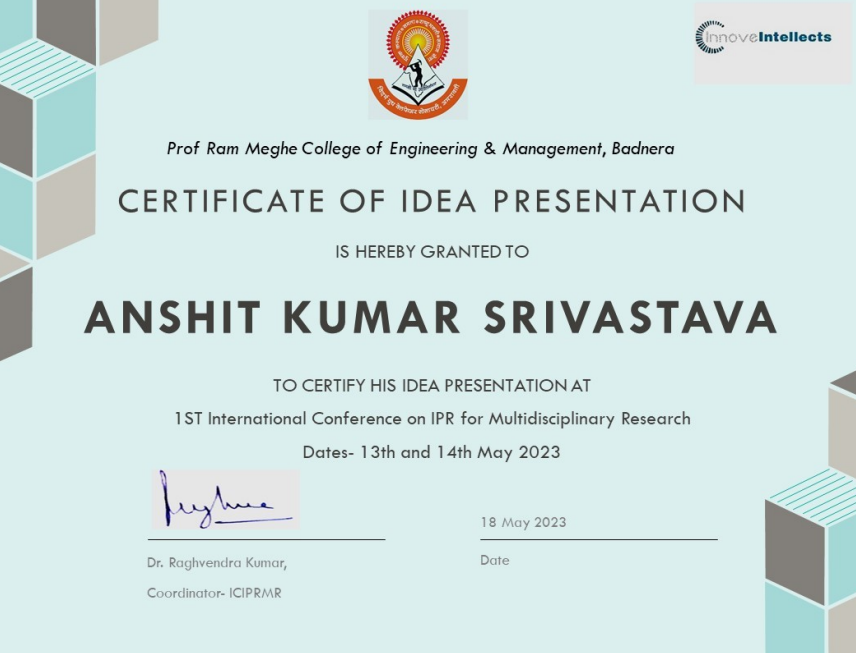 InnoveIntellects
Prof Ram Meghe College of Engineering & Management, Badnera
CERTIFICATE OF IDEA PRESENTATION
IS HEREBY GRANTED TO
ANSHIT KUMAR SRIVASTAVA
TO CERTIFY HIS IDEA PRESENTATION AT
1ST International Conference on IPR for Multidisciplinary Research
Dates- 13th and 14th May 2023
18 May 2023
Dr. Raghvendra Kumar,
Date
Coordinator- ICIPRMR